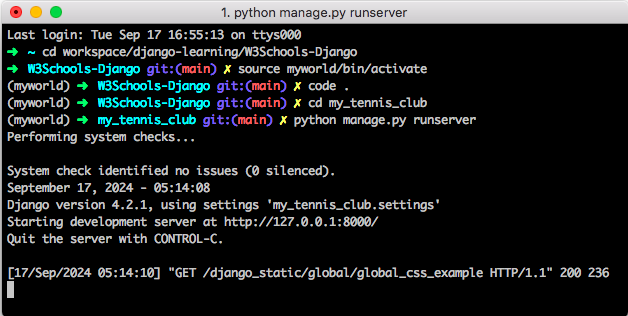 1. python manage.py runserver
Last login: Tue Sep 17 16:55:13 on ttys000
➜ ~ cd workspace/django-learning/W3Schools-Django
➜ W3Schools-Django git:(main) ✗ source myworld/bin/activate
(myworld) ➜ W3Schools-Django git:(main) ✗ code .
(myworld) ➜ W3Schools-Django git:(main) ✗ cd my_tennis_club
(myworld) ➜ my_tennis_club git:(main) ✗ python manage.py runserver
Performing system checks...
System check identified no issues (0 silenced).
September 17, 2024 - 05:14:08
Django version 4.2.1, using settings 'my_tennis_club.settings'
Starting development server at http://127.0.0.1:8000/
Quit the server with CONTROL-C.
[17/Sep/2024 05:14:10] "GET /django_static/global/global_css_example HTTP/1.1" 200 236